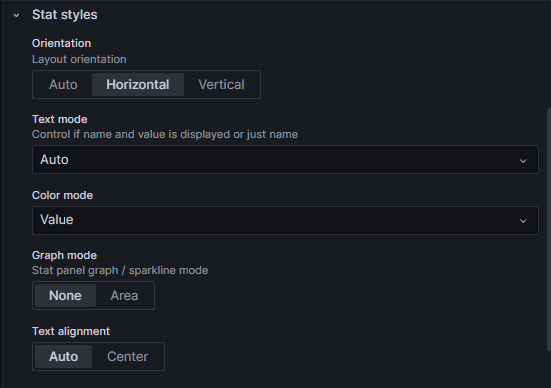 Stat styles
Orientation
Layout orientation
Auto Horizontal Vertical
Text mode
Control if name and value is displayed or just name
Auto
Color mode
Value
Graph mode
Stat panel graph / sparkline mode
None Area
Text alignment
Auto Center